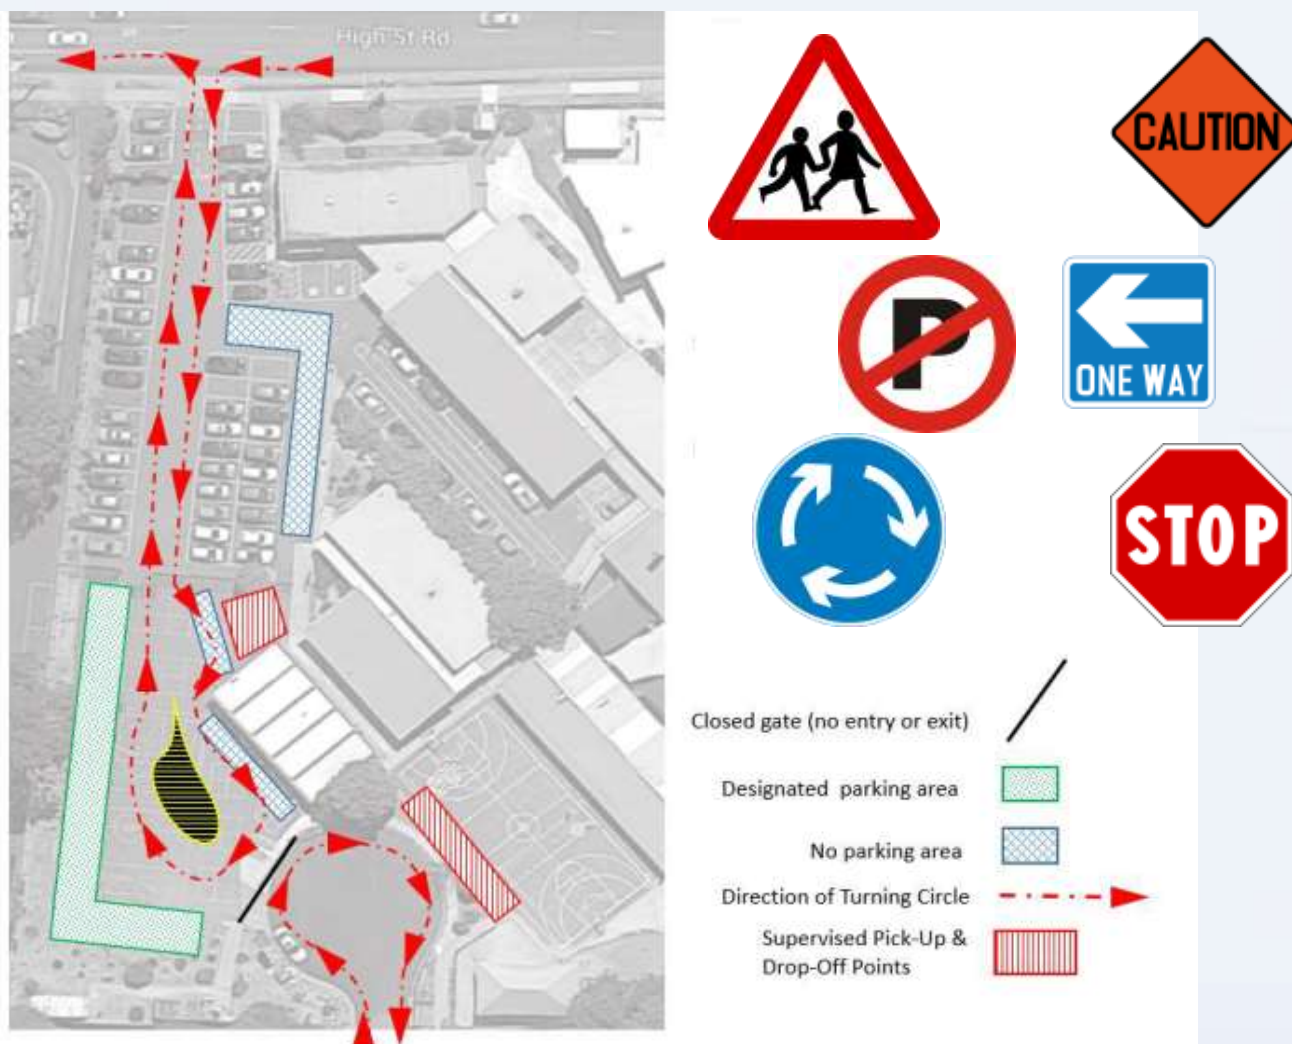 High St Rd
CAUTION
P
ONE WAY
STOP
Closed gate (no entry or exit)
Designated parking area
No parking area
Direction of Turning Circle
Supervised Pick-Up &
Drop-Off Points